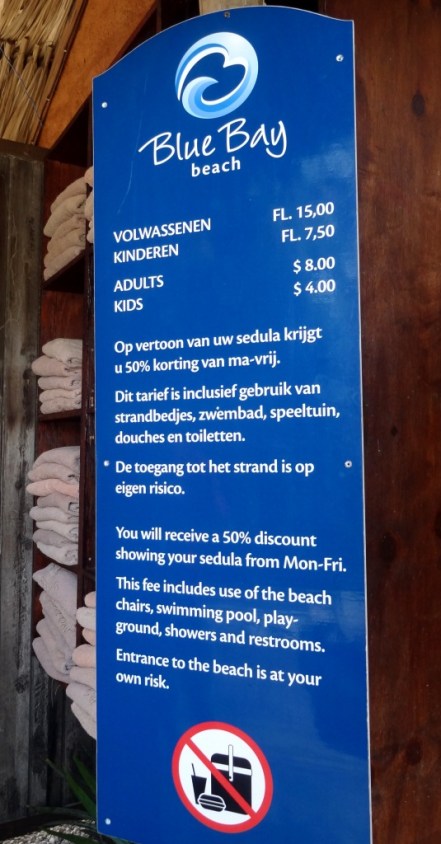 Blue Bay
beach
VOLWASSENEN FL. 15,00
KINDEREN FL. 7,50
ADULTS $ 8.00
KIDS $ 4.00
Op vertoon van uw sedula krijgt
u 50% korting van ma-vrij.
Dit tarief is inclusief gebruik van
strandbedjes, zwembad, speeltuin,
douches en toiletten.
De toegang tot het strand is op
eigen risico.
You will receive a 50% discount
showing your sedula from Mon-Fri.
This fee includes use of the beach
chairs, swimming pool, play-
ground, showers and restrooms.
Entrance to the beach is at your
own risk.